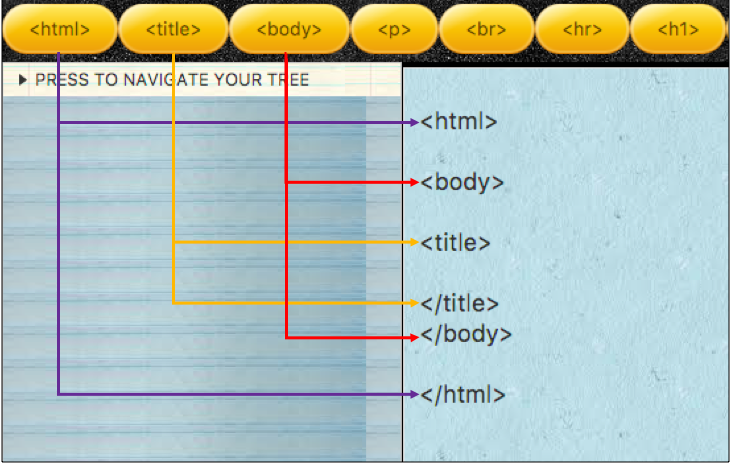 <html> <title> <body> <p> <br> <hr> <h1>
PRESS TO NAVIGATE YOUR TREE
<html>
<body>
<title>
</title>
</body>
</html>